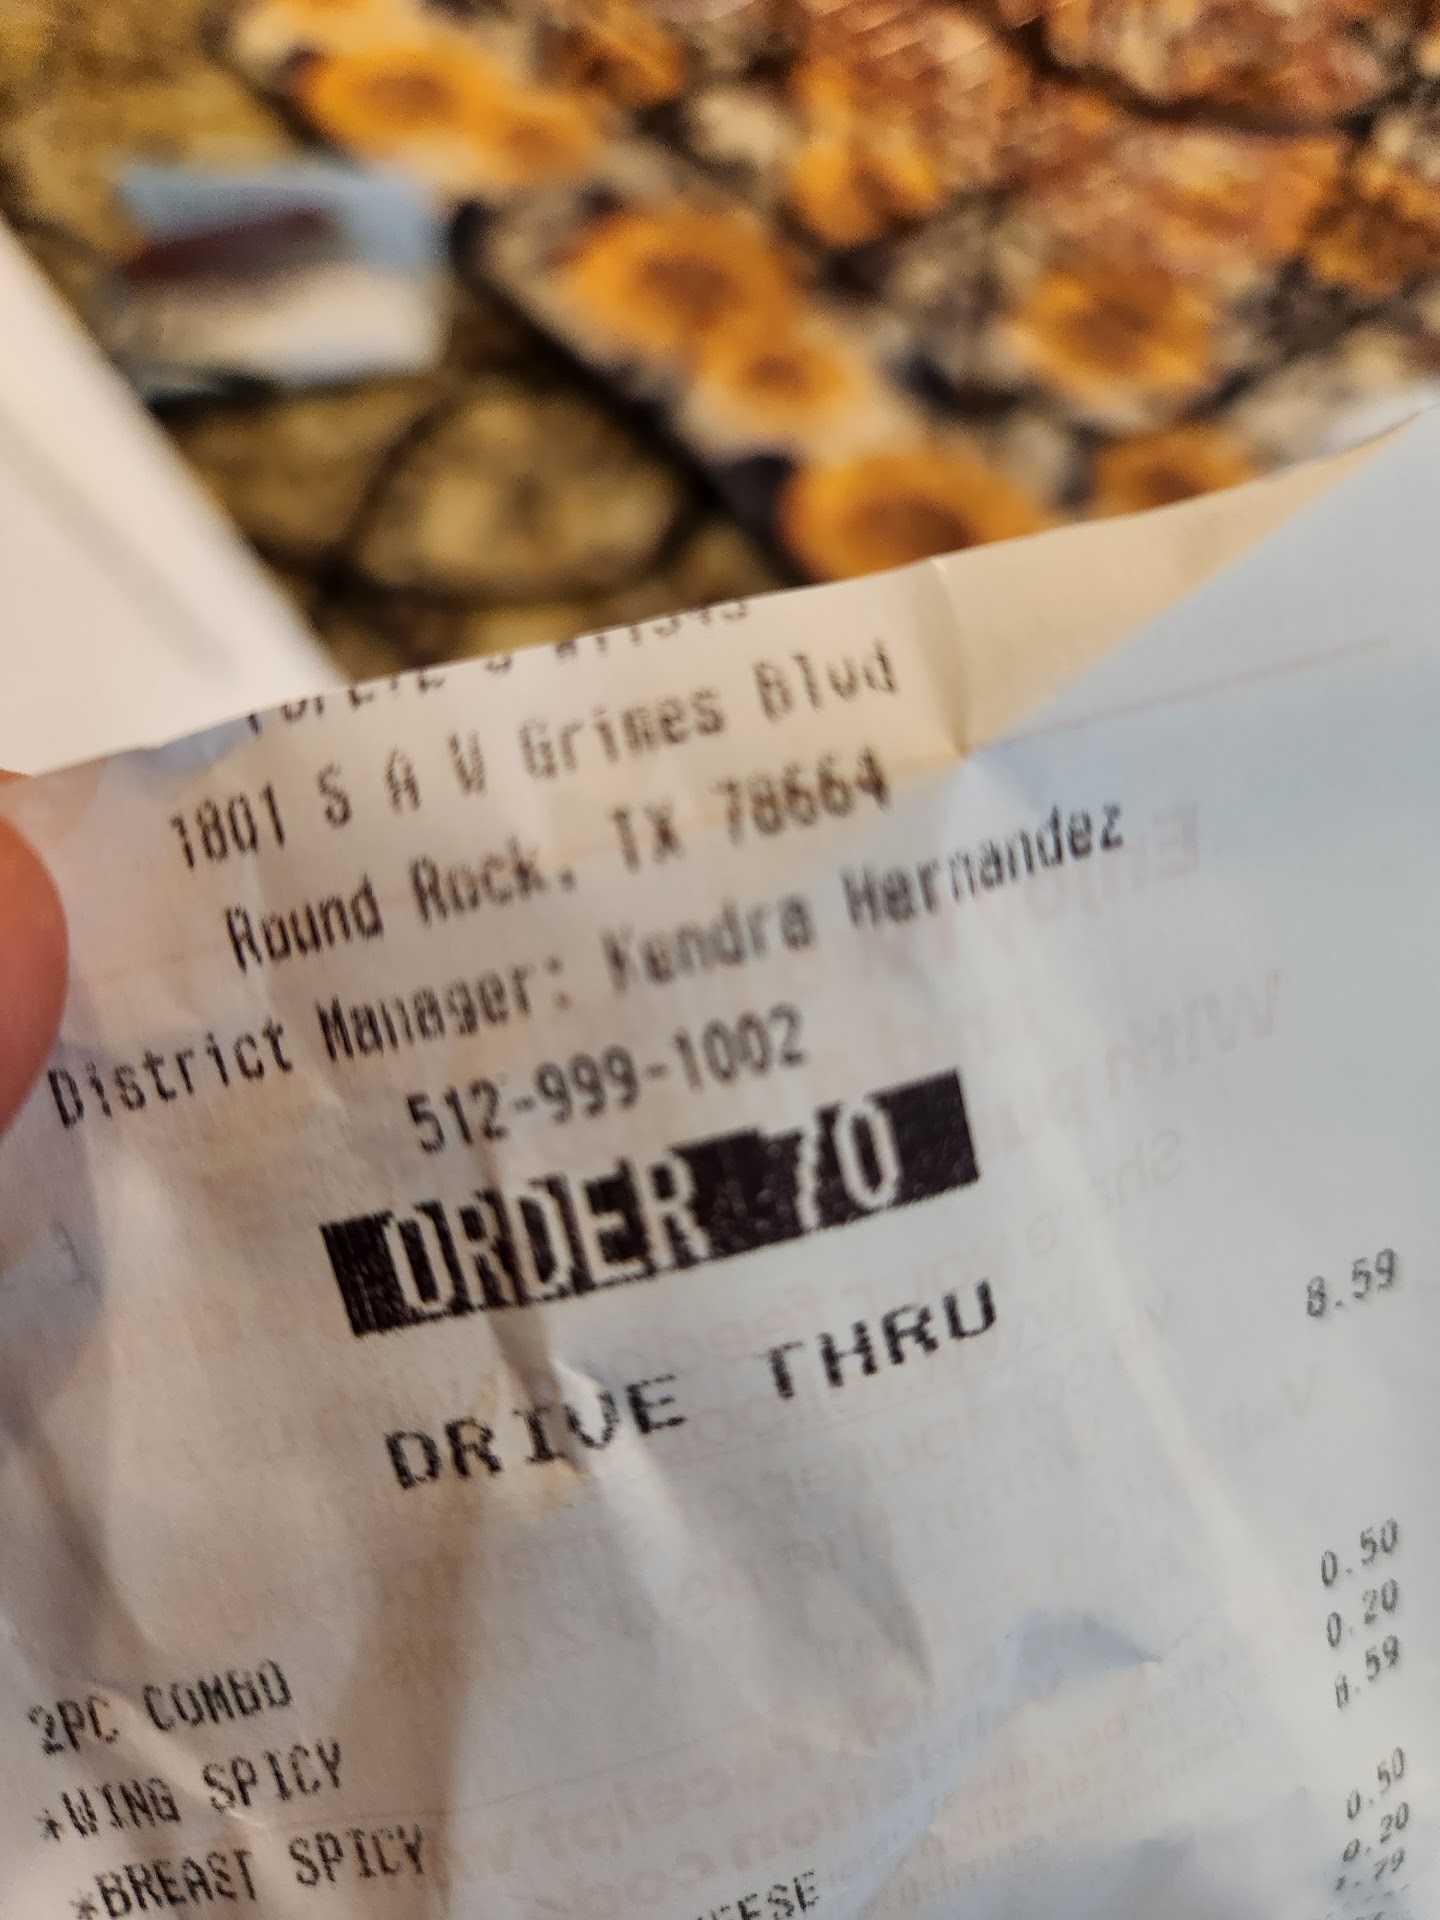 1801 S A W Grimes Blvd
Round Rock, TX 78664
District Manager: Kendra Hernandez
512-999-1002
ORDER 70
DRIVE THRU
2PC COMBO 8.59
*WING SPICY
*BREAST SPICY 0.50
0.20
8.59
0.50
0.20